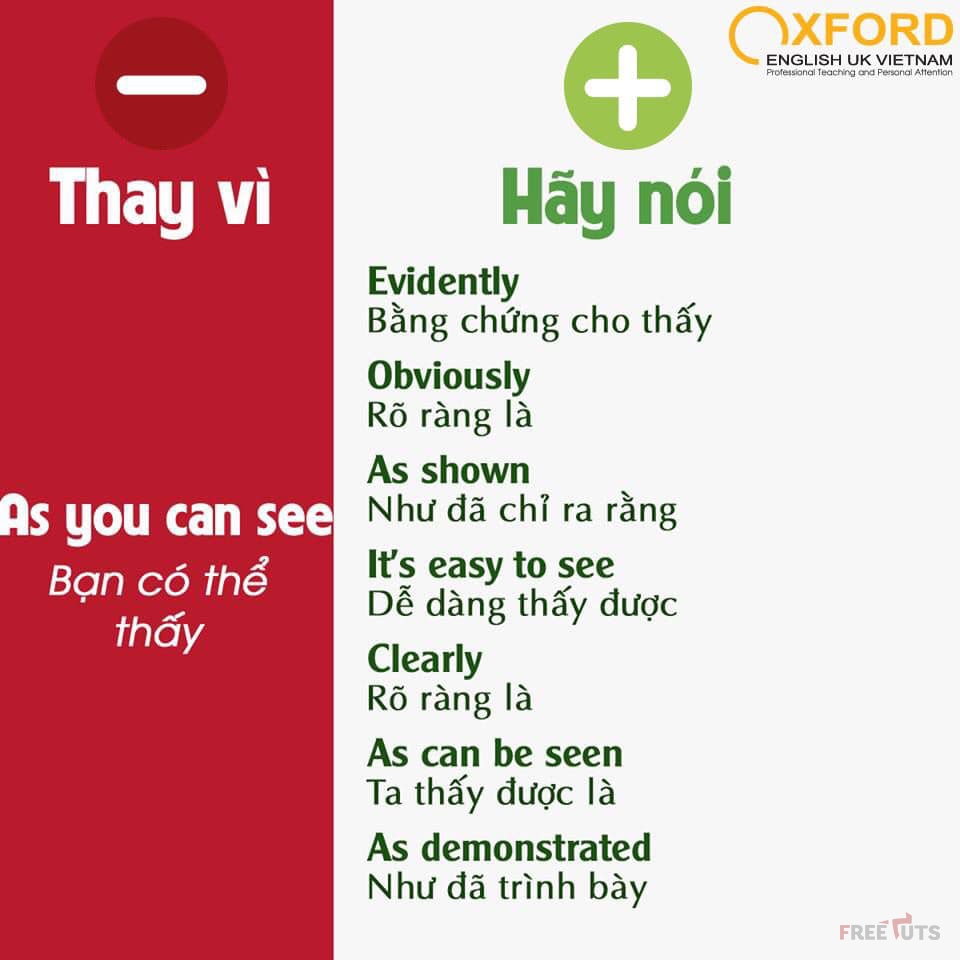 OXFORD
ENGLISH UK VIETNAM
Professional Teaching and Personal Attention
Thay vì
Hãy nói
As you can see
Bạn có thể
thấy
Evidently
Bằng chứng cho thấy
Obviously
Rõ ràng là
As shown
Như đã chỉ ra rằng
It's easy to see
Dễ dàng thấy được
Clearly
Rõ ràng là
As can be seen
Ta thấy được là
As demonstrated
Như đã trình bày
FREETUTS